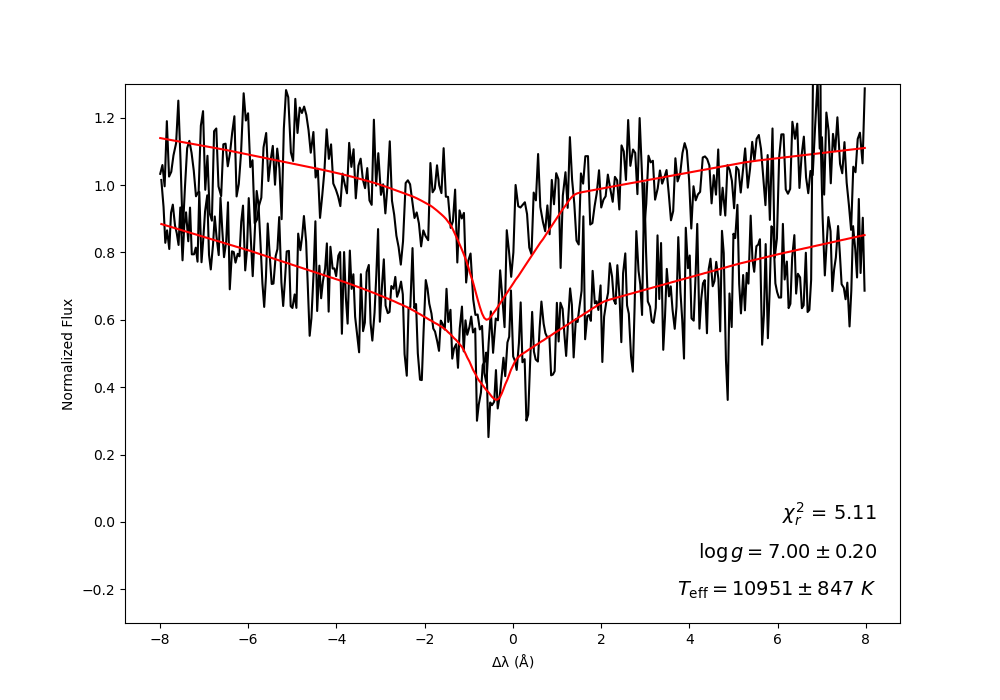 1.2
1.0
0.8
0.6
0.4
0.2
0.0
−0.2
Normalized Flux
χ²ᵣ = 5.11
log g = 7.00 ± 0.20
T_eff = 10951 ± 847 K
−8 −6 −4 −2 0 2 4 6 8
Δλ (Å)